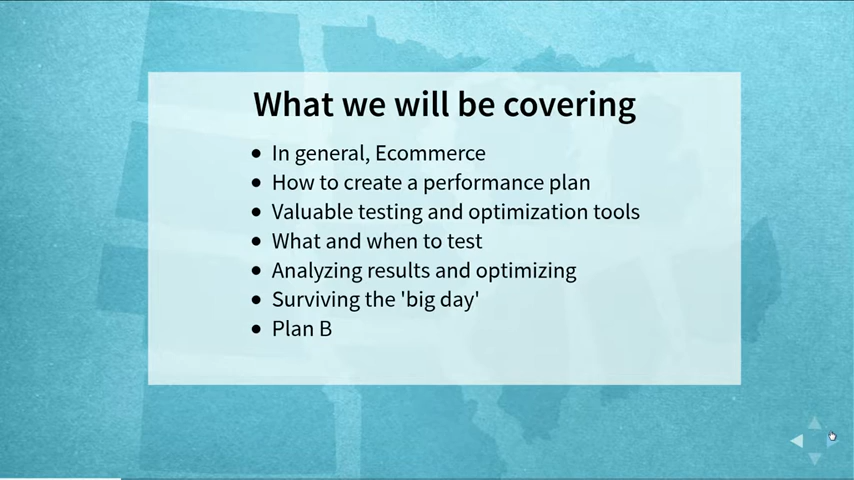 What we will be covering
In general, Ecommerce
How to create a performance plan
Valuable testing and optimization tools
What and when to test
Analyzing results and optimizing
Surviving the 'big day'
Plan B